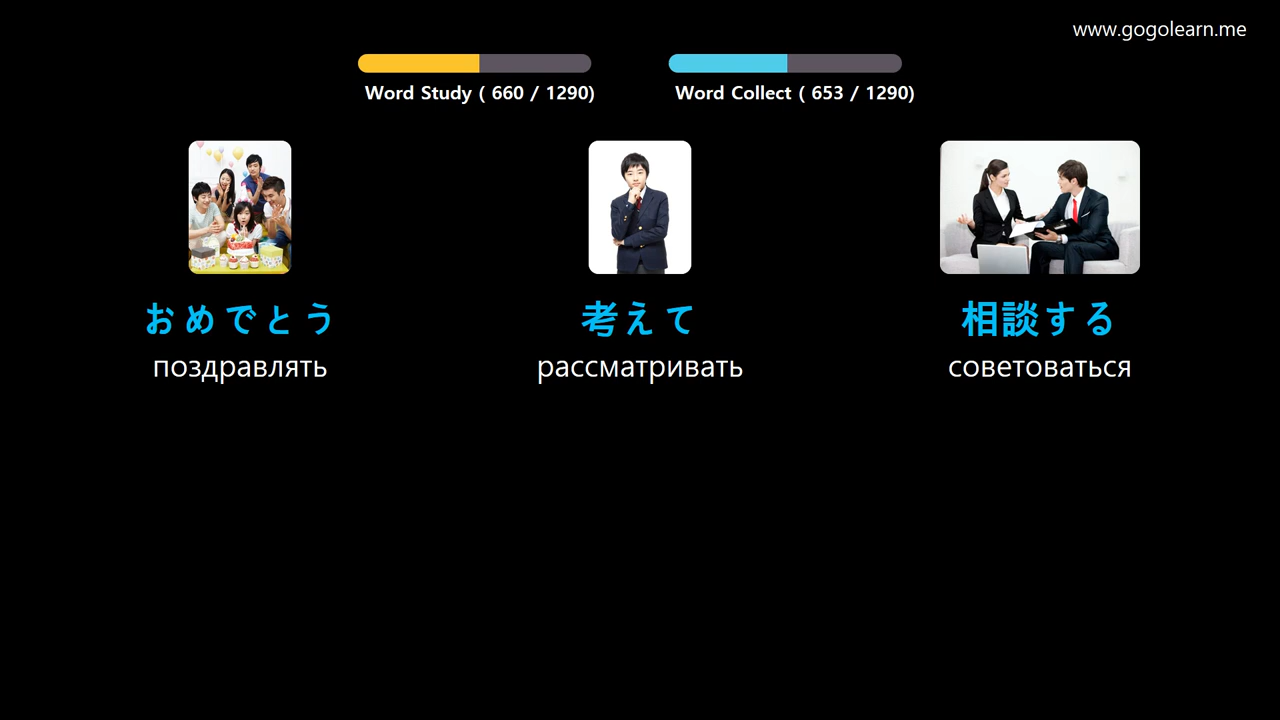 www.gogolearn.me
Word Study ( 660 / 1290)
Word Collect ( 653 / 1290)
おめでとう
поздравлять
考えて
рассматривать
相談する
советоваться